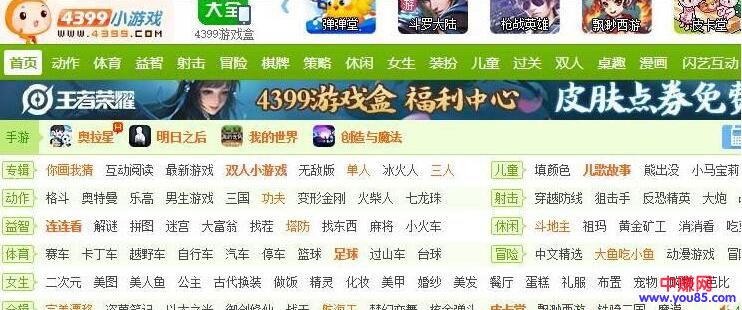 4399小游戏
WWW.4399.COM
大全
4399游戏盒
弹弹堂
斗罗大陆
枪战英雄
飘渺西游
皮卡堂
首页 动作 体育 益智 射击 冒险 棋牌 策略 休闲 女生 装扮 儿童 过关 双人 桌趣 漫画 闪艺互动
王者荣耀 4399游戏盒 福利中心 皮肤点券免费
手游 奥拉星 H 明日之后 我的世界 创造与魔法
专辑 你画我猜 互动阅读 最新游戏 双人小游戏 无敌版 单人 冰火人 三人 儿童 填颜色 儿歌故事 熊出没 小马宝莉
动作 格斗 奥特曼 乐高 男生游戏 三国 功夫 变形金刚 火柴人 七龙珠 射击 穿越防线 狙击手 反恐精英 大炮
益智 连连看 解谜 拼图 迷宫 大富翁 找茬 塔防 找东西 麻将 小火车 休闲 斗地主 祖玛 黄金矿工 消消看
体育 赛车 卡丁车 越野车 自行车 汽车 停车 篮球 足球 过山车 台球 冒险 中文精选 大鱼吃小鱼 动漫游戏
女生 二次元 美图 美人鱼 公主 古代换装 做饭 精灵 化妆 美甲 婚纱 美发 餐厅 蛋糕 礼服 布置 宠物 芭比
中赚网
www.you85.com